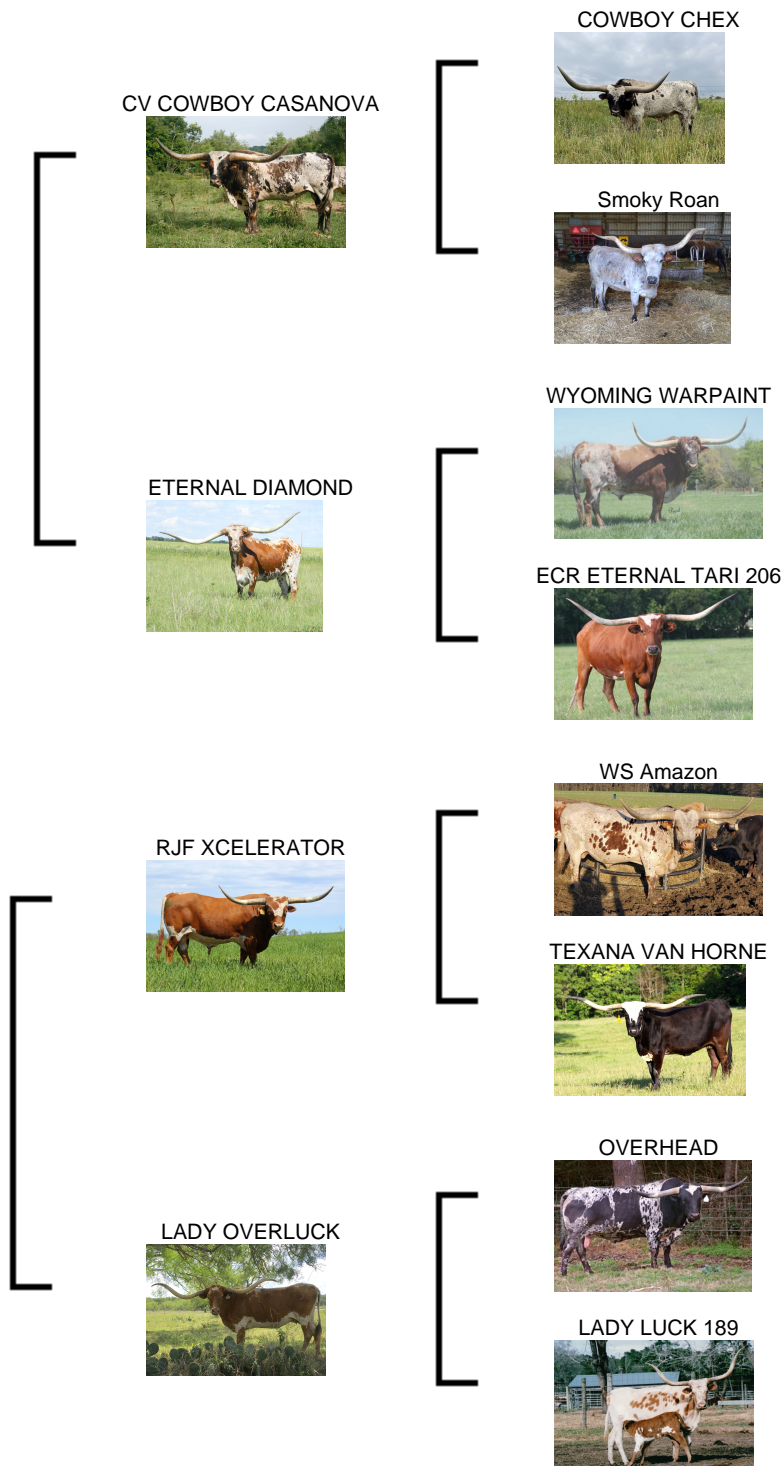 COWBOY CHEX
CV COWBOY CASANOVA
Smoky Roan
WYOMING WARPAINT
ETERNAL DIAMOND
ECR ETERNAL TARI 206
WS Amazon
RJF XCELERATOR
TEXANA VAN HORNE
OVERHEAD
LADY OVERLUCK
LADY LUCK 189